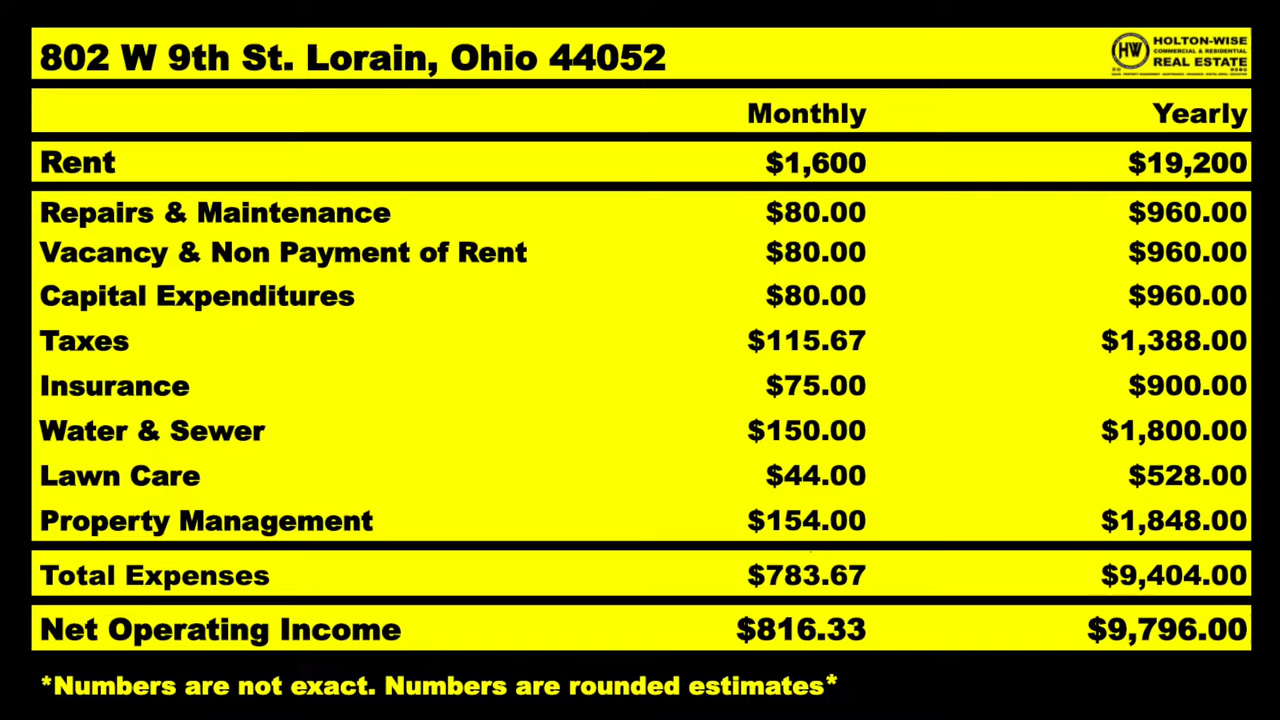 802 W 9th St. Lorain, Ohio 44052
HW
HOLTON-WISE
COMMERCIAL & RESIDENTIAL
REAL ESTATE
Monthly Yearly
Rent $1,600 $19,200
Repairs & Maintenance $80.00 $960.00
Vacancy & Non Payment of Rent $80.00 $960.00
Capital Expenditures $80.00 $960.00
Taxes $115.67 $1,388.00
Insurance $75.00 $900.00
Water & Sewer $150.00 $1,800.00
Lawn Care $44.00 $528.00
Property Management $154.00 $1,848.00
Total Expenses $783.67 $9,404.00
Net Operating Income $816.33 $9,796.00
*Numbers are not exact. Numbers are rounded estimates*